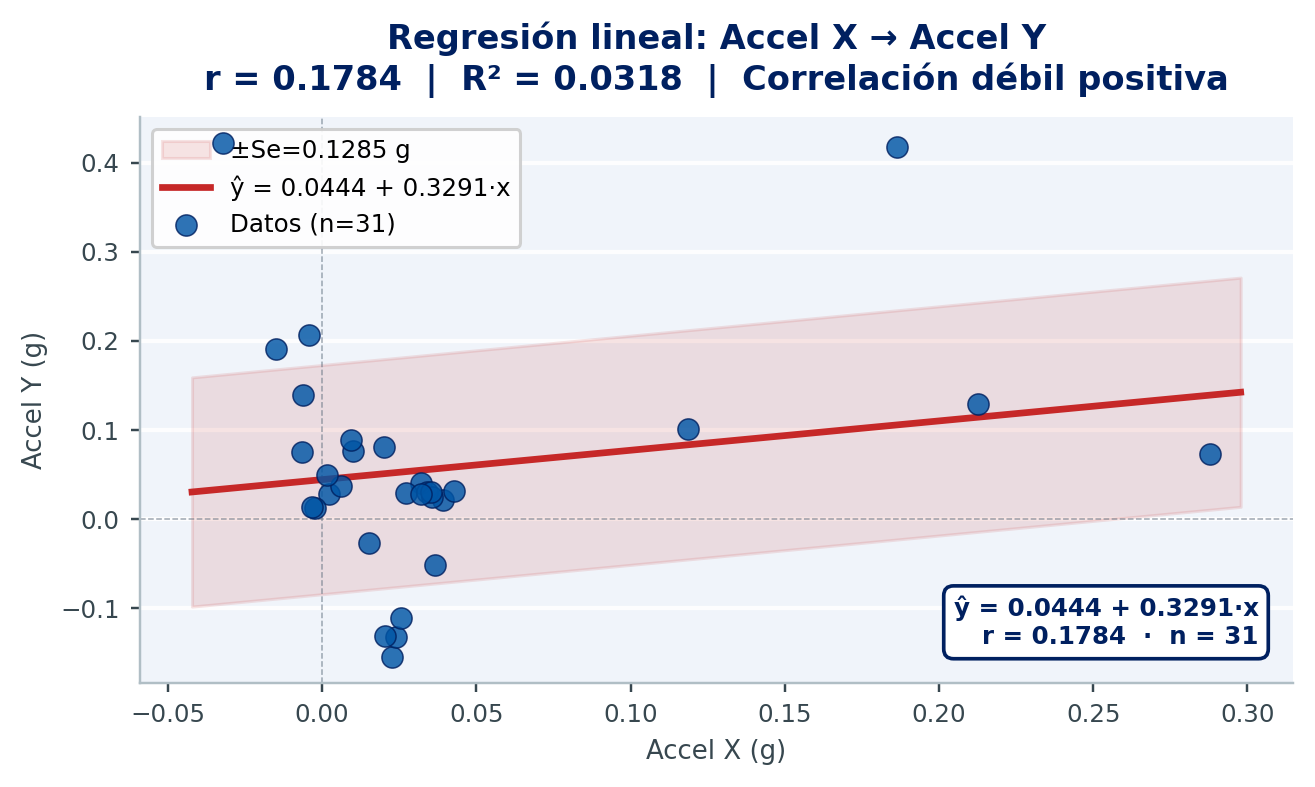 Regresión lineal: Accel X → Accel Y
r = 0.1784  |  R² = 0.0318  |  Correlación débil positiva
±Se=0.1285 g
ŷ = 0.0444 + 0.3291·x
Datos (n=31)
0.4
0.3
0.2
0.1
0.0
−0.1
Accel Y (g)
ŷ = 0.0444 + 0.3291·x
r = 0.1784  ·  n = 31
−0.05
0.00
0.05
0.10
0.15
0.20
0.25
0.30
Accel X (g)